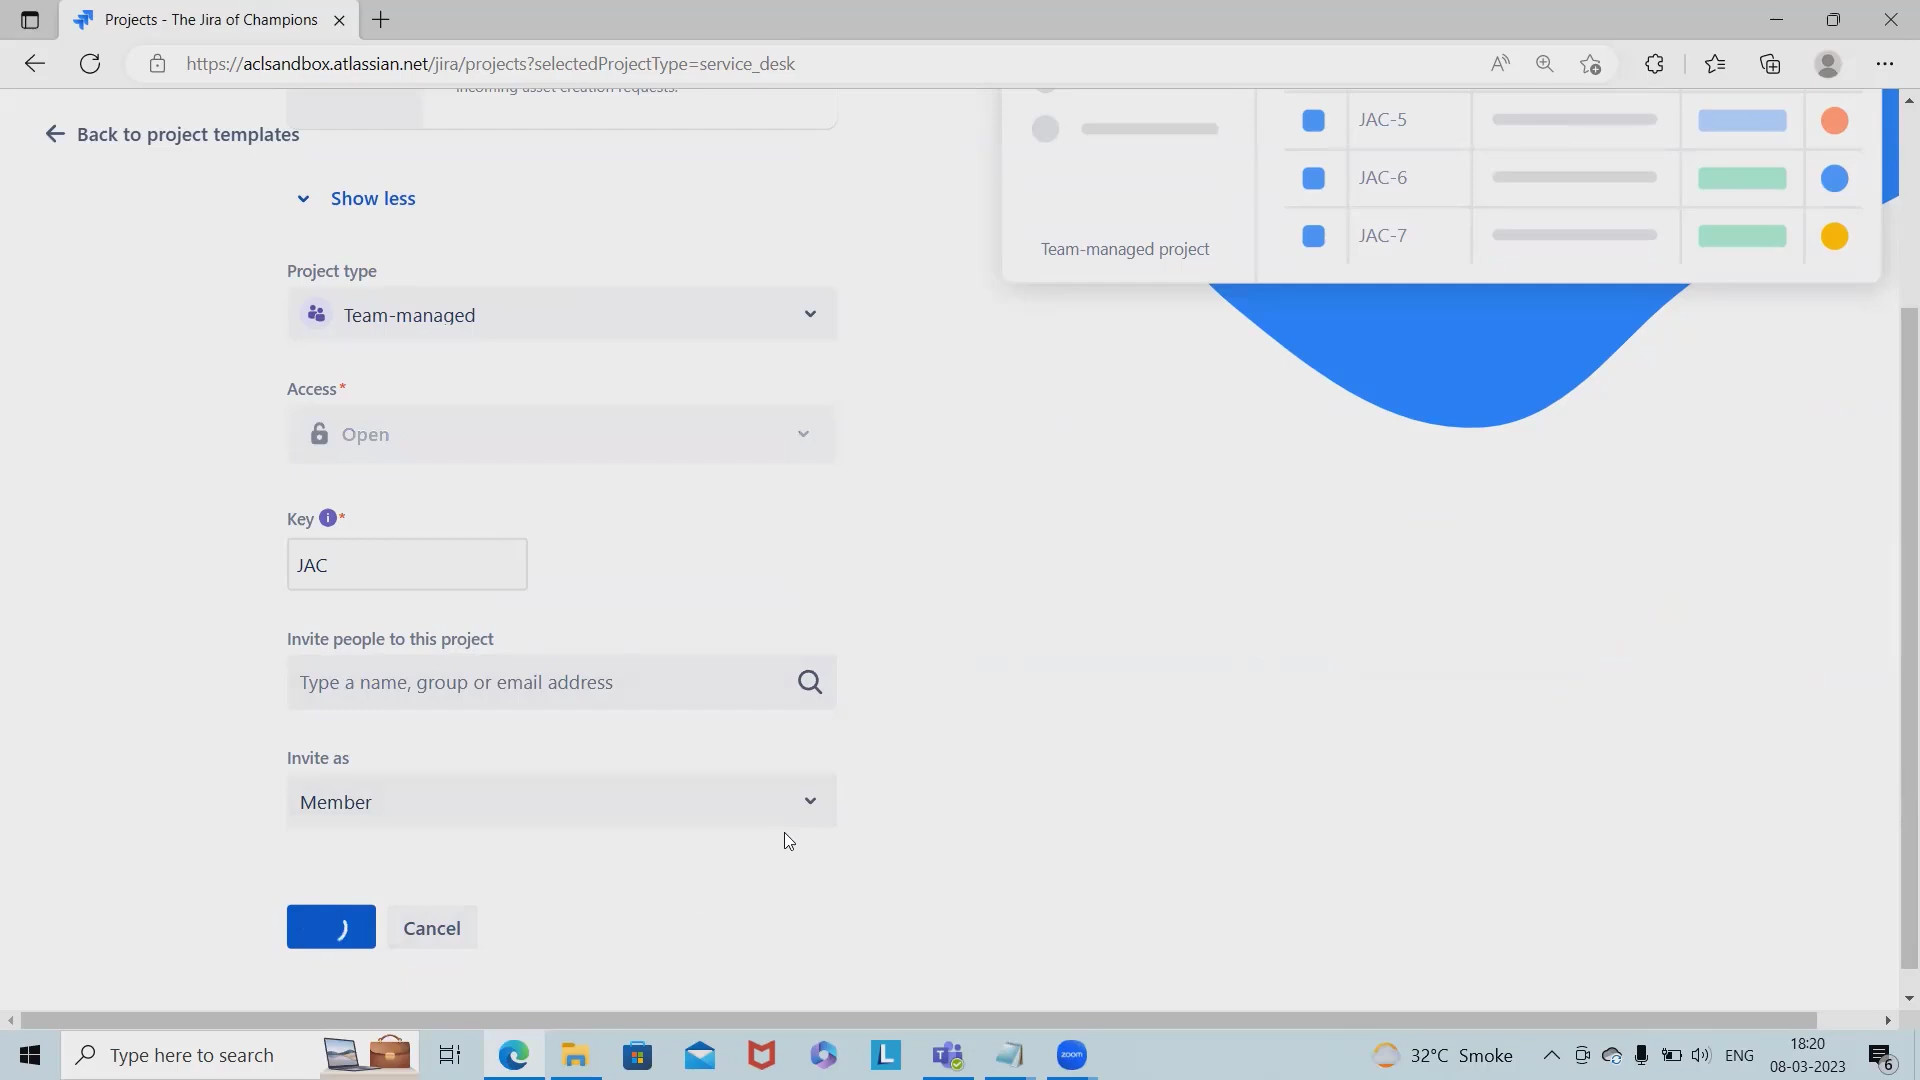 Projects - The Jira of Champions
https://aclsandbox.atlassian.net/jira/projects?selectedProjectType=service_desk
incoming asset creation requests.
Back to project templates
Show less
Project type
Team-managed
Access*
Open
Key *
JAC
Invite people to this project
Type a name, group or email address
Invite as
Member
Cancel
JAC-5
JAC-6
JAC-7
Team-managed project
Type here to search
32°C Smoke
ENG
18:20
08-03-2023
6
zoom